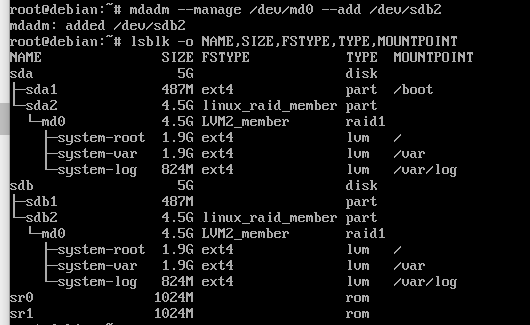 root@debian:~# mdadm --manage /dev/md0 --add /dev/sdb2
mdadm: added /dev/sdb2
root@debian:~# lsblk -o NAME,SIZE,FSTYPE,TYPE,MOUNTPOINT
NAME                SIZE FSTYPE            TYPE  MOUNTPOINT
sda                   5G                   disk
├─sda1              487M ext4              part  /boot
└─sda2              4.5G linux_raid_member part
  └─md0             4.5G LVM2_member       raid1
    ├─system-root   1.9G ext4              lvm   /
    ├─system-var    1.9G ext4              lvm   /var
    └─system-log    824M ext4              lvm   /var/log
sdb                   5G                   disk
├─sdb1              487M                   part
└─sdb2              4.5G linux_raid_member part
  └─md0             4.5G LVM2_member       raid1
    ├─system-root   1.9G ext4              lvm   /
    ├─system-var    1.9G ext4              lvm   /var
    └─system-log    824M ext4              lvm   /var/log
sr0                1024M                   rom
sr1                1024M                   rom